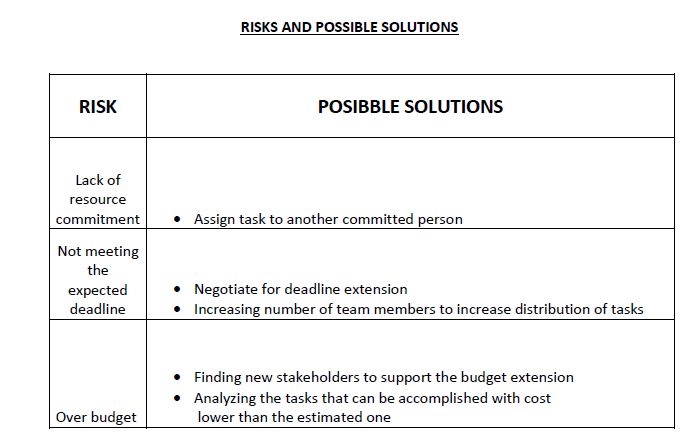 RISKS AND POSSIBLE SOLUTIONS
RISK
POSIBBLE SOLUTIONS
Lack of
resource
commitment
• Assign task to another committed person
Not meeting
the
expected
deadline
• Negotiate for deadline extension
• Increasing number of team members to increase distribution of tasks
Over budget
• Finding new stakeholders to support the budget extension
• Analyzing the tasks that can be accomplished with cost
lower than the estimated one